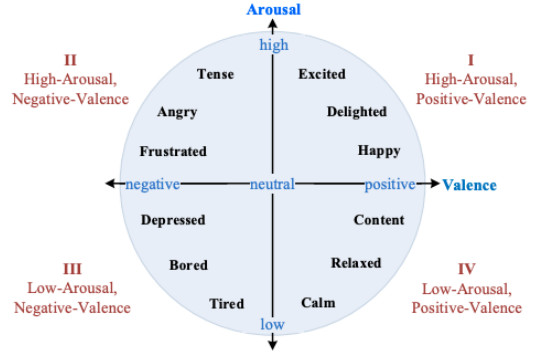 Arousal
high
II
High-Arousal,
Negative-Valence
I
High-Arousal,
Positive-Valence
Tense
Excited
Angry
Delighted
Frustrated
Happy
negative
neutral
positive
Valence
Depressed
Content
Bored
Relaxed
Tired
Calm
III
Low-Arousal,
Negative-Valence
IV
Low-Arousal,
Positive-Valence
low